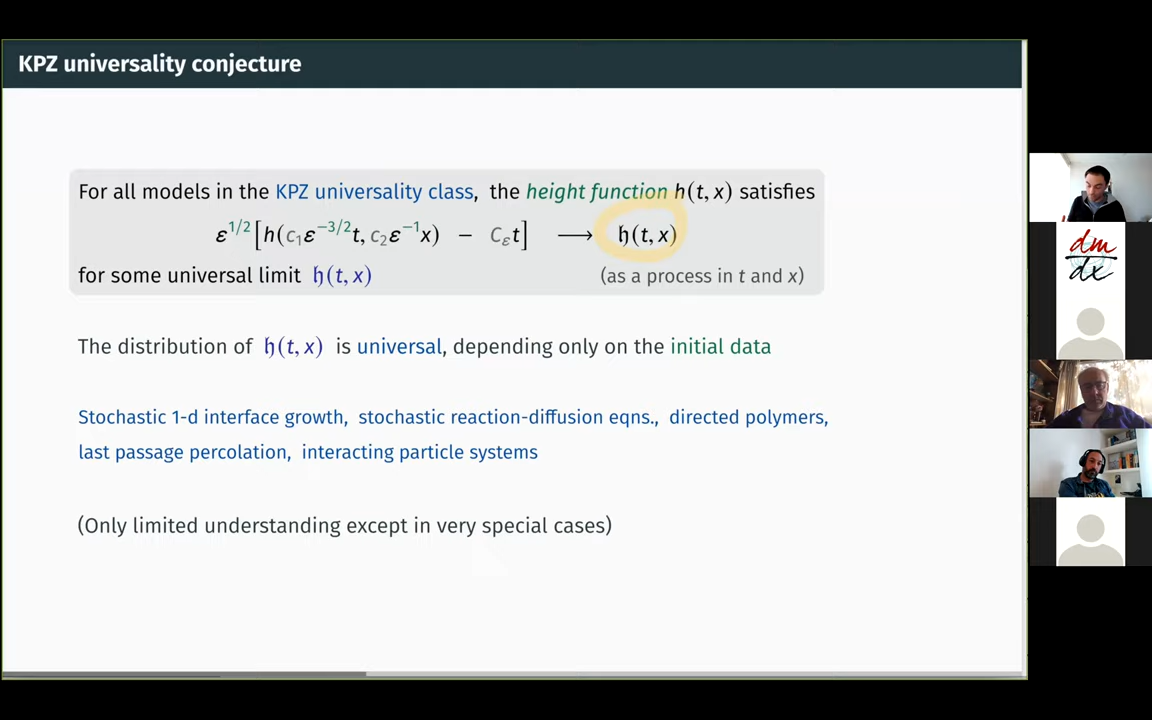 KPZ universality conjecture
For all models in the KPZ universality class, the height function h(t, x) satisfies
ε^{1/2}[h(c₁ε^{−3/2}t, c₂ε^{−1}x) − C_εt] ⟶ 𝔥(t, x)
for some universal limit 𝔥(t, x) (as a process in t and x)
The distribution of 𝔥(t, x) is universal, depending only on the initial data
Stochastic 1-d interface growth, stochastic reaction-diffusion eqns., directed polymers,
last passage percolation, interacting particle systems
(Only limited understanding except in very special cases)
dm
dx